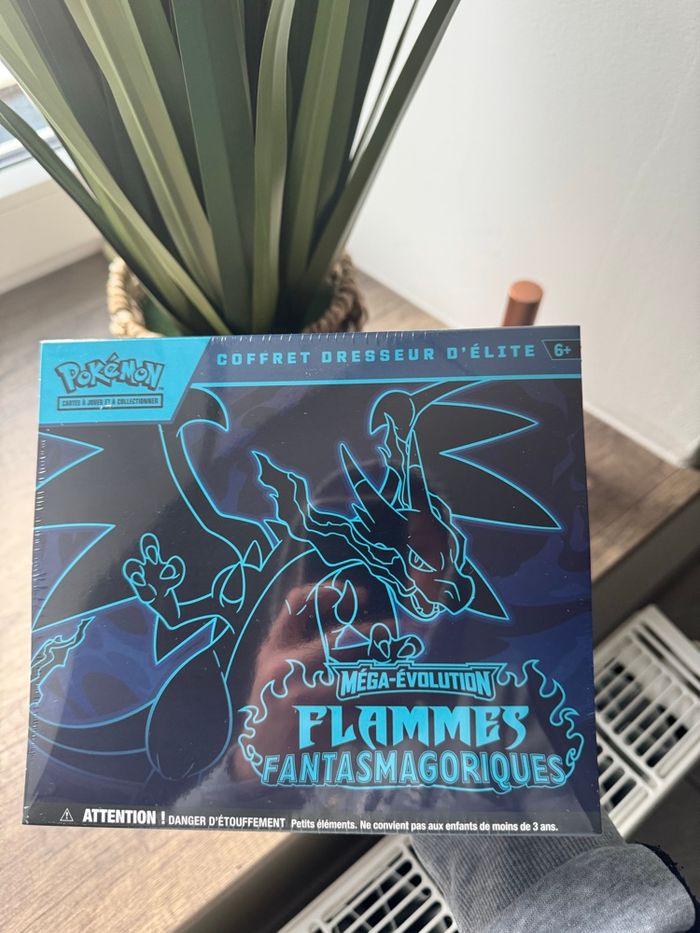 POKÉMON
CARTES À JOUER ET À COLLECTIONNER
COFFRET DRESSEUR D'ÉLITE
6+
MÉGA-ÉVOLUTION
FLAMMES
FANTASMAGORIQUES
ATTENTION ! DANGER D'ÉTOUFFEMENT Petits éléments. Ne convient pas aux enfants de moins de 3 ans.